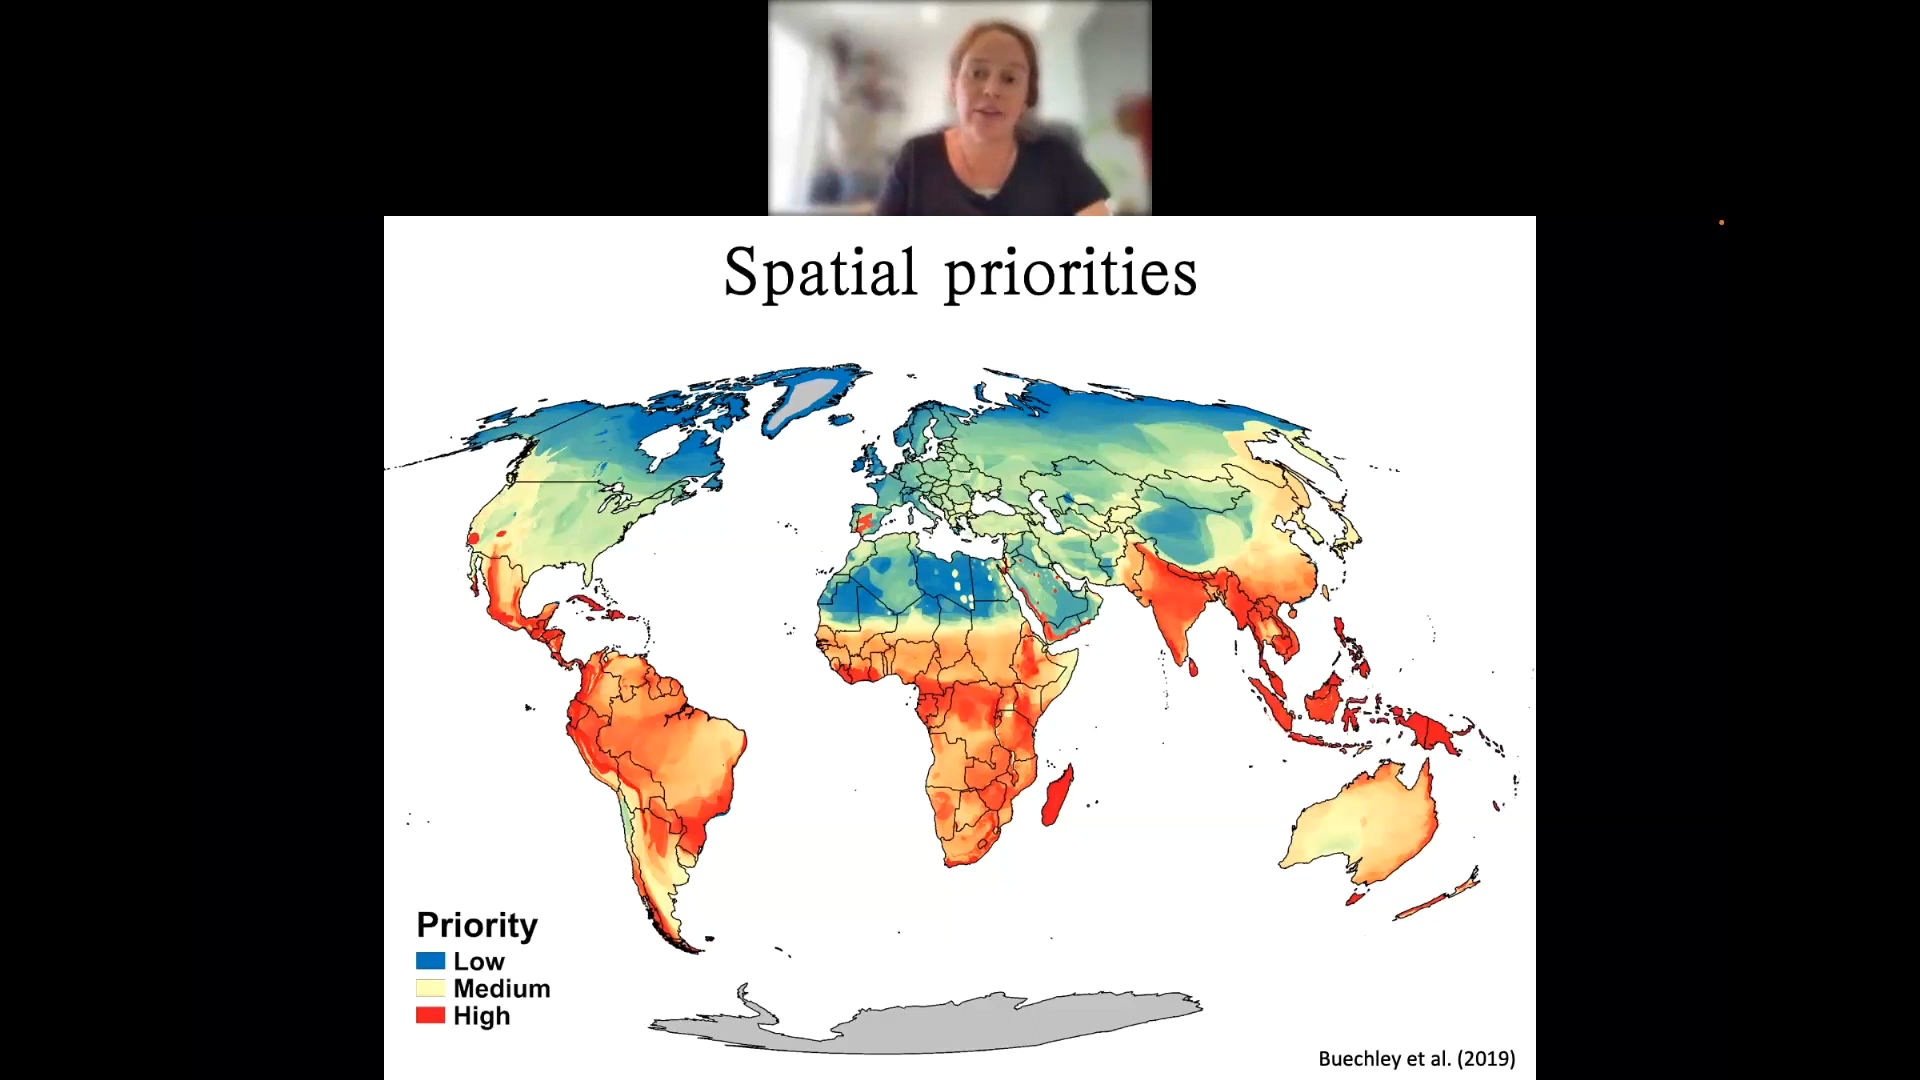 Spatial priorities
Priority
Low
Medium
High
Buechley et al. (2019)